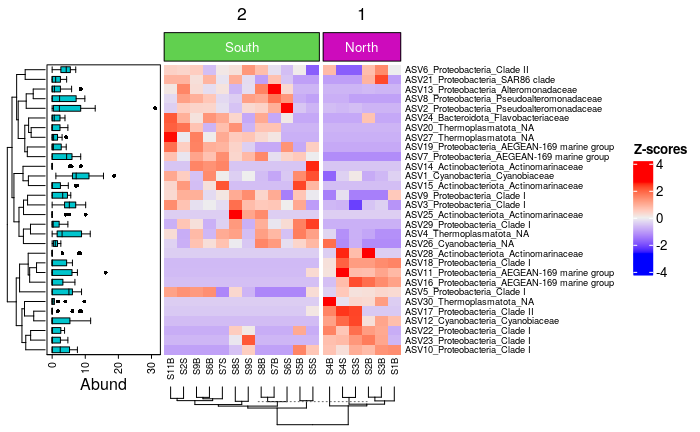 2 1
South North
ASV6_Proteobacteria_Clade II
ASV21_Proteobacteria_SAR86 clade
ASV13_Proteobacteria_Alteromonadaceae
ASV8_Proteobacteria_Pseudoalteromonadaceae
ASV2_Proteobacteria_Pseudoalteromonadaceae
ASV24_Bacteroidota_Flavobacteriaceae
ASV20_Thermoplasmatota_NA
ASV27_Thermoplasmatota_NA
ASV19_Proteobacteria_AEGEAN-169 marine group
ASV7_Proteobacteria_AEGEAN-169 marine group
ASV14_Actinobacteriota_Actinomarinaceae
ASV1_Cyanobacteria_Cyanobiaceae
ASV15_Actinobacteriota_Actinomarinaceae
ASV9_Proteobacteria_Clade I
ASV3_Proteobacteria_Clade I
ASV25_Actinobacteriota_Actinomarinaceae
ASV29_Proteobacteria_Clade I
ASV4_Thermoplasmatota_NA
ASV26_Cyanobacteria_NA
ASV28_Actinobacteriota_Actinomarinaceae
ASV18_Proteobacteria_Clade I
ASV11_Proteobacteria_AEGEAN-169 marine group
ASV16_Proteobacteria_AEGEAN-169 marine group
ASV5_Proteobacteria_Clade I
ASV30_Thermoplasmatota_NA
ASV17_Proteobacteria_Clade II
ASV12_Cyanobacteria_Cyanobiaceae
ASV22_Proteobacteria_Clade I
ASV23_Proteobacteria_Clade I
ASV10_Proteobacteria_Clade I
Z-scores
4
2
0
-2
-4
0 10 20 30
Abund
S11B S2S S9B S6B S7S S8S S9S S8B S7B S6S S5B S5S S4B S4S S3S S2B S3B S1B